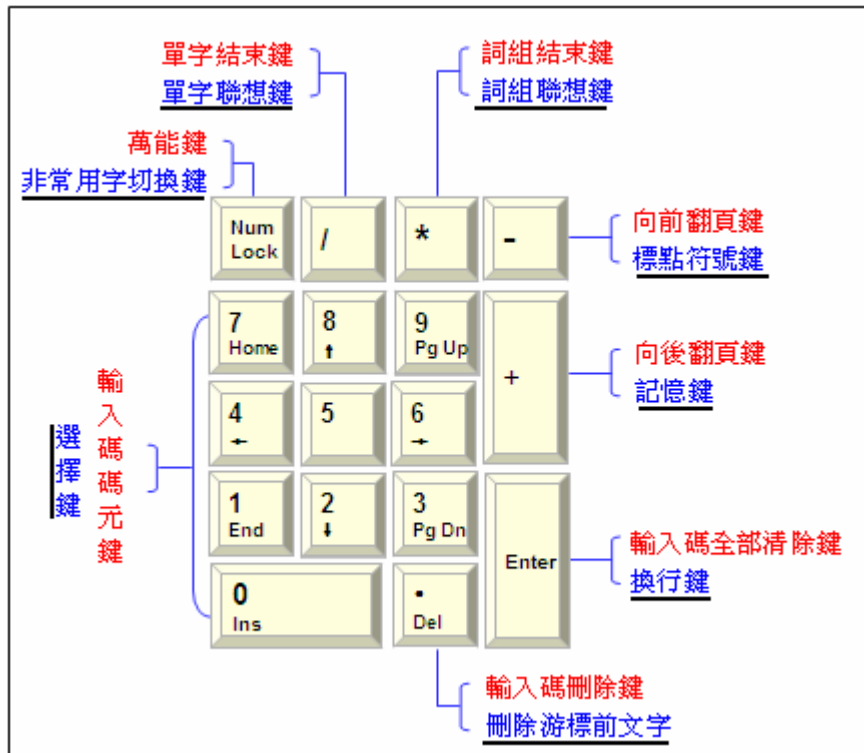 單字結束鍵
單字聯想鍵
詞組結束鍵
詞組聯想鍵
萬能鍵
非常用字切換鍵
Num
Lock
/
*
-
向前翻頁鍵
標點符號鍵
7
Home
8
↑
9
Pg Up
+
向後翻頁鍵
記憶鍵
輸入碼碼元鍵
選擇鍵
4
←
5
6
→
1
End
2
↓
3
Pg Dn
Enter
輸入碼全部清除鍵
換行鍵
0
Ins
•
Del
輸入碼刪除鍵
刪除游標前文字